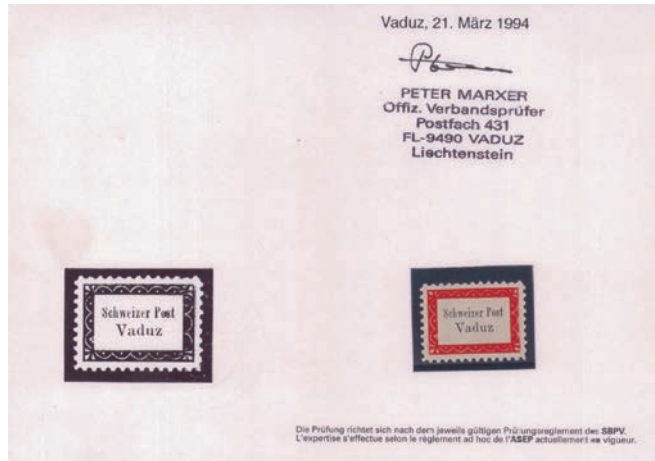 Vaduz, 21. März 1994
PETER MARXER
Offiz. Verbandsprüfer
Postfach 431
FL-9490 VADUZ
Liechtenstein
Schweizer Post
Vaduz
Schweizer Post
Vaduz
Die Prüfung richtet sich nach dem jeweils gültigen Prüfungsreglement des SBPV.
L'expertise s'effectue selon le règlement ad hoc de l'ASEP actuellement en vigueur.